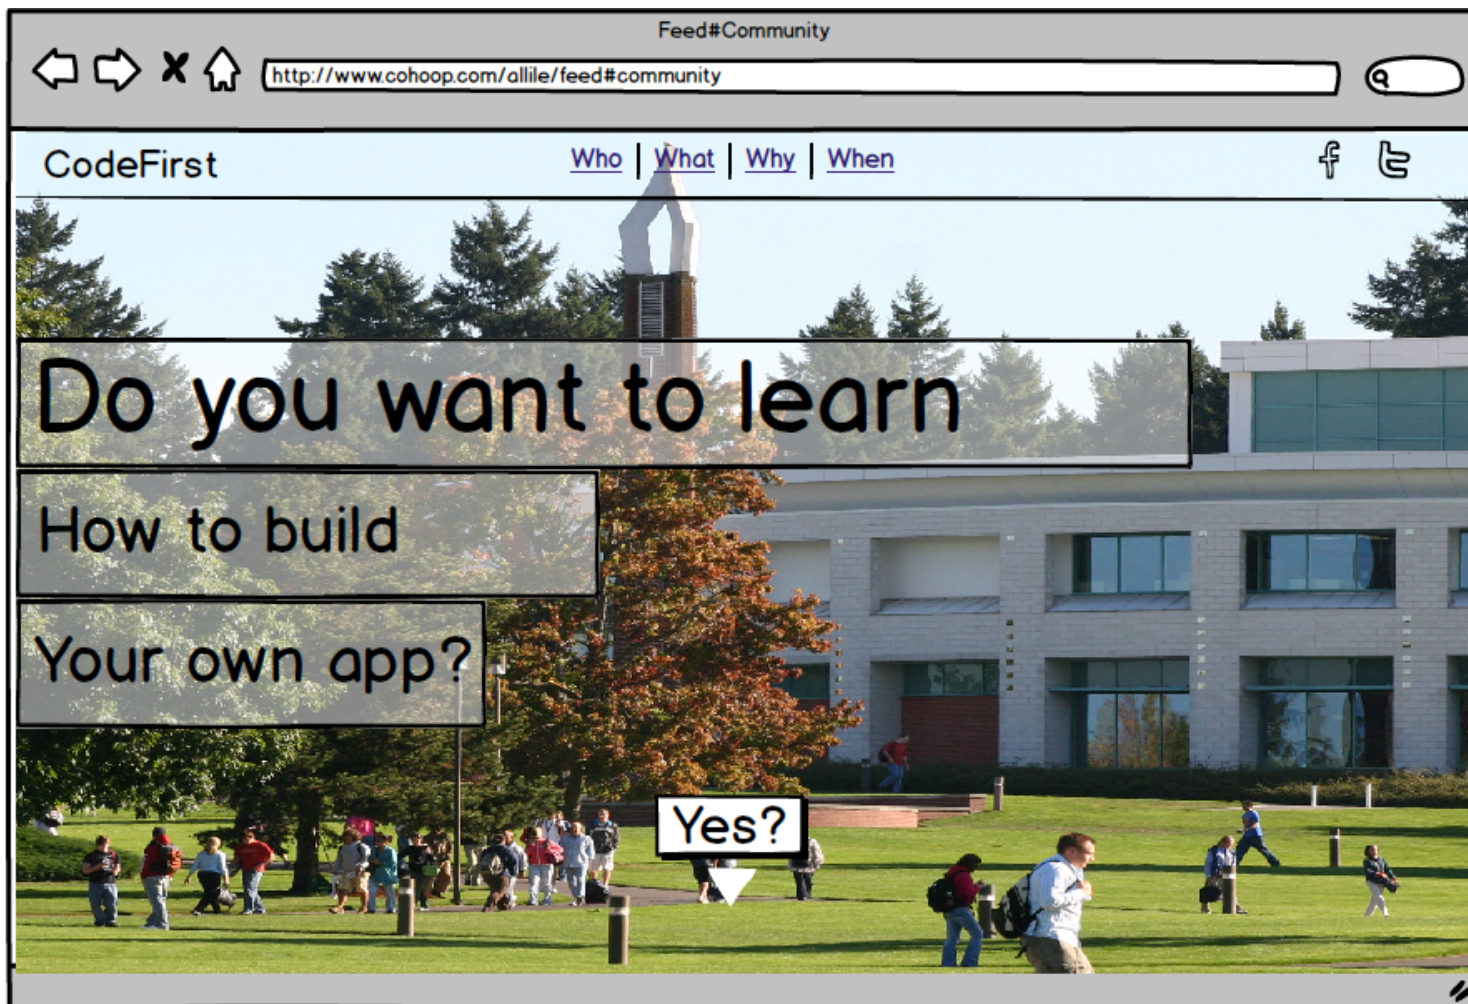 Feed#Community
http://www.cohoop.com/allile/feed#community
CodeFirst
Who | What | Why | When
Do you want to learn
How to build
Your own app?
Yes?